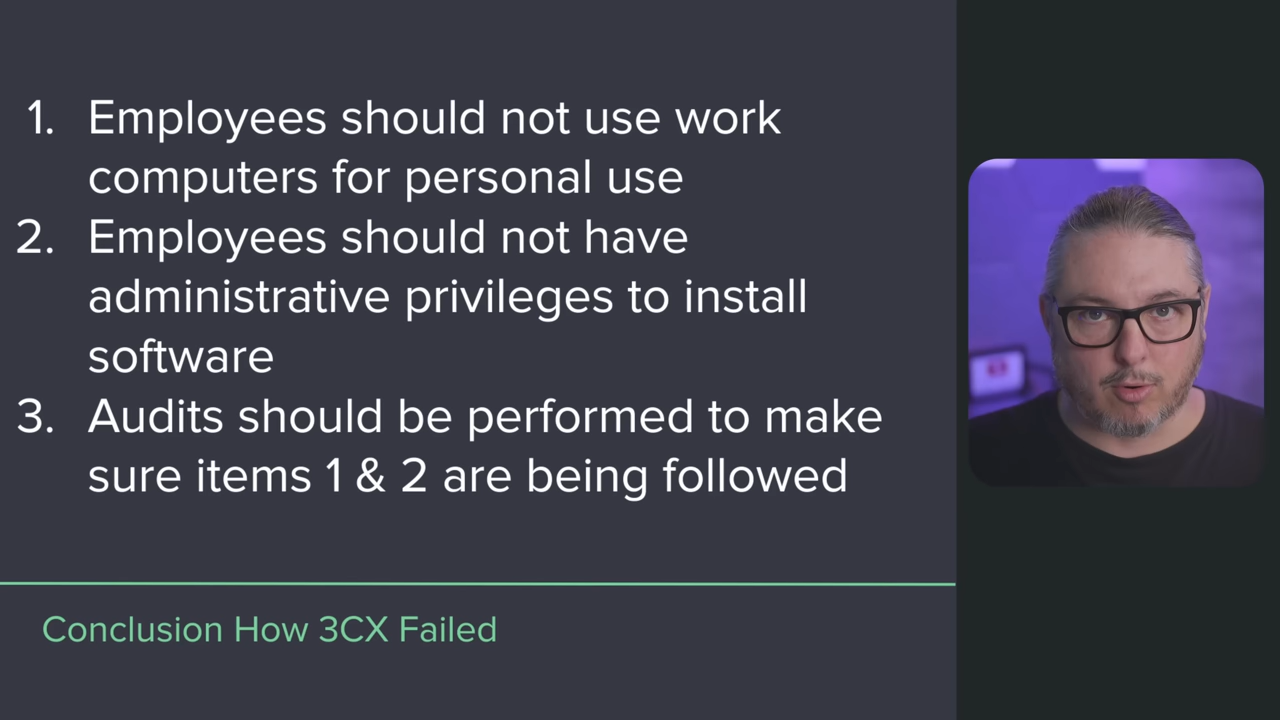 1. Employees should not use work
computers for personal use
2. Employees should not have
administrative privileges to install
software
3. Audits should be performed to make
sure items 1 & 2 are being followed
Conclusion How 3CX Failed